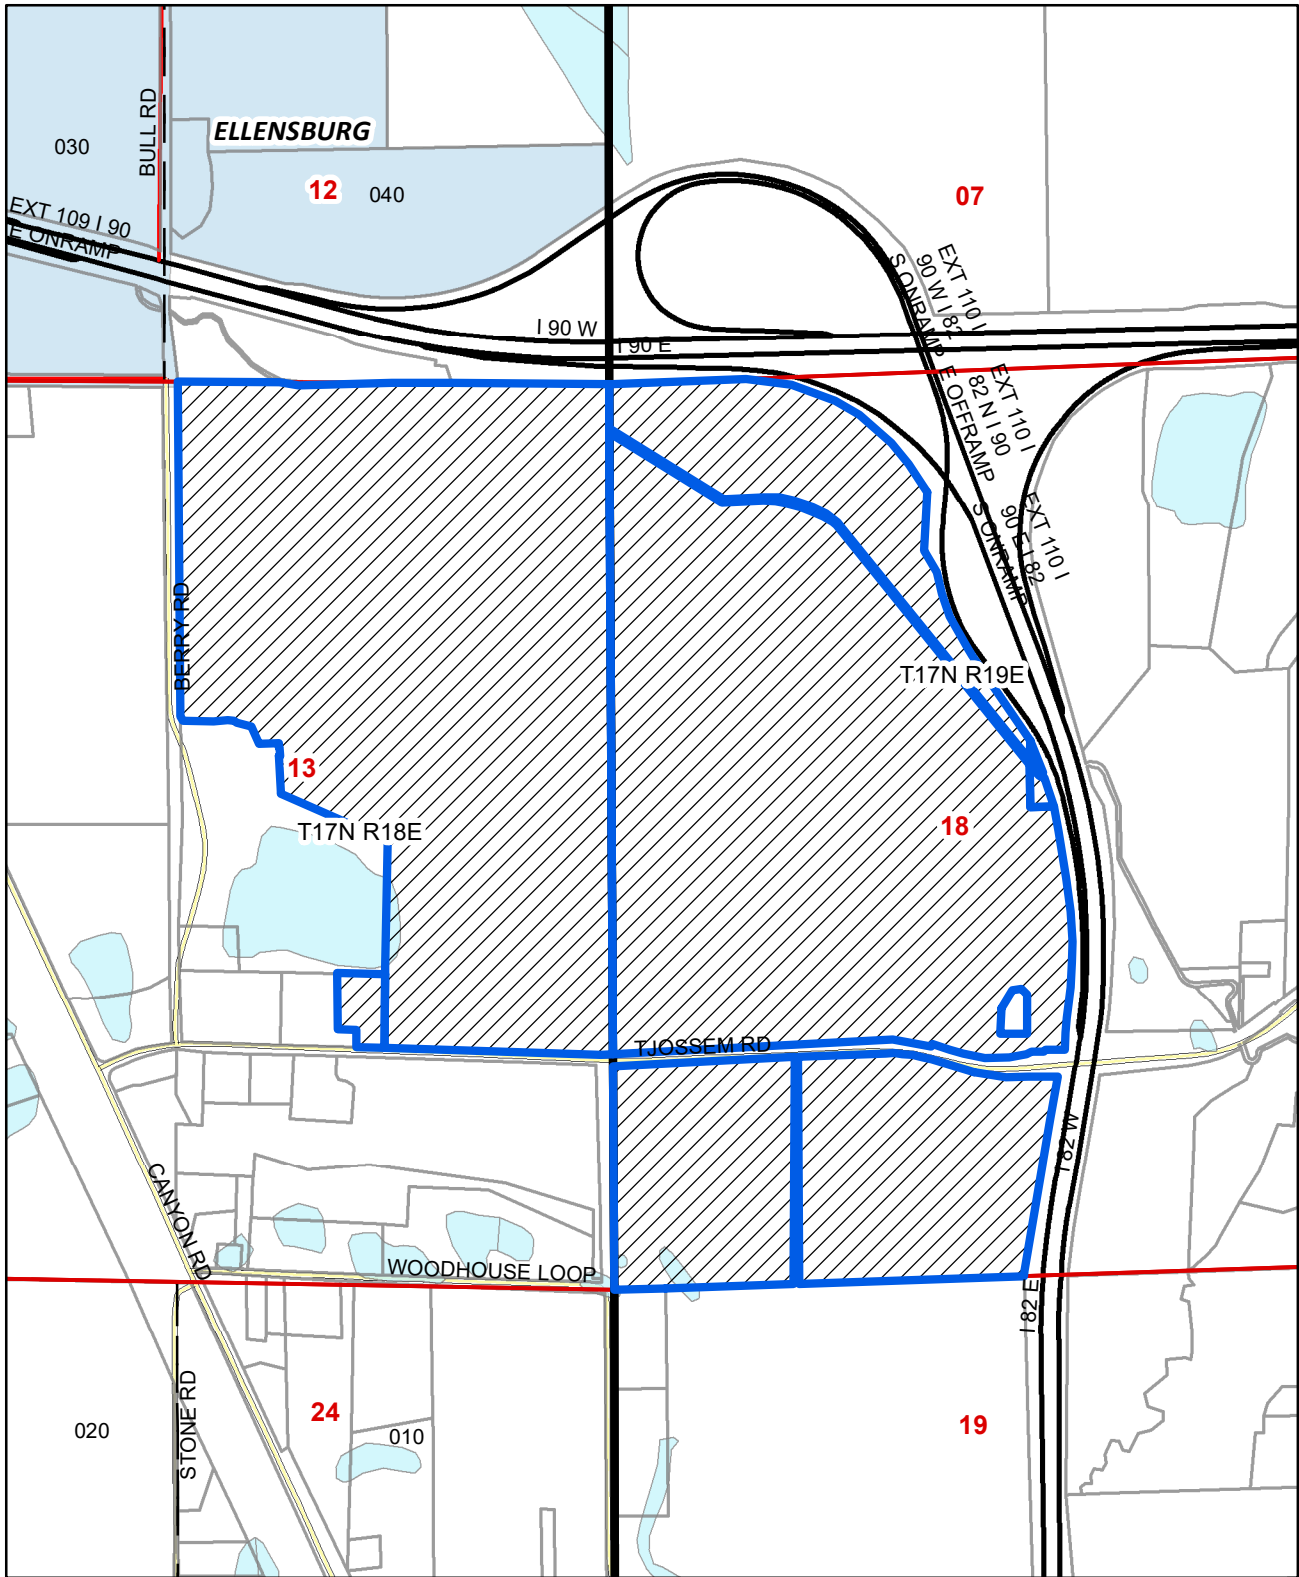 BULL RD
ELLENSBURG
030
12
040
07
EXT 109 I 90
E ONRAMP
EXT 110 I
90 W I 82
S ONRAMP
I 90 W
I 90 E
EXT 110 I
82 N I 90
E OFFRAMP
EXT 110 I
90 E I 82
S ONRAMP
BERRY RD
T17N R19E
13
T17N R18E
18
TJOSSEM RD
I 82 W
CANYON RD
WOODHOUSE LOOP
I 82 E
STONE RD
24
020
010
19